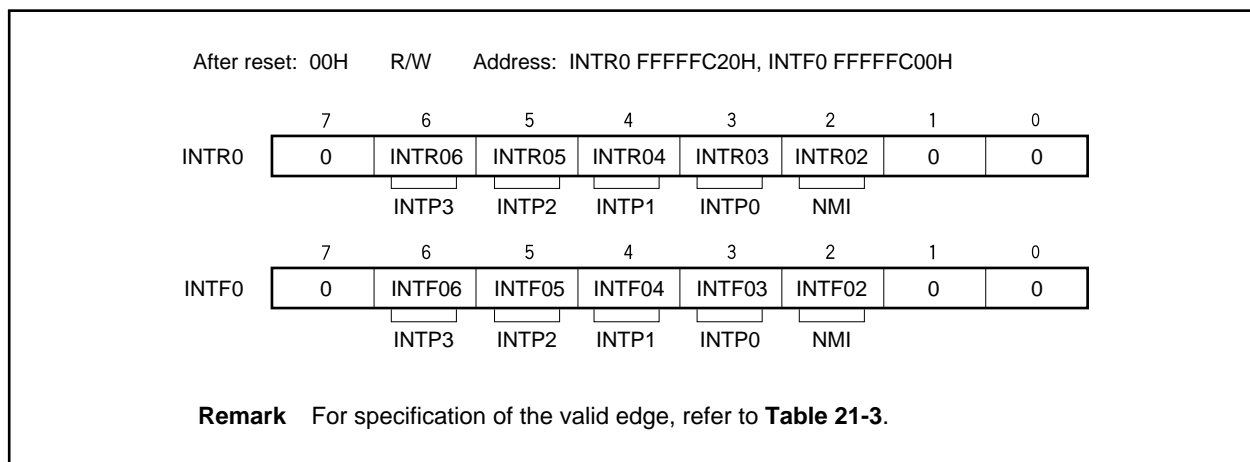 After reset: 00H R/W Address: INTR0 FFFFFC20H, INTF0 FFFFFC00H
7 6 5 4 3 2 1 0
INTR0 0 INTR06 INTR05 INTR04 INTR03 INTR02 0 0
INTP3 INTP2 INTP1 INTP0 NMI
7 6 5 4 3 2 1 0
INTF0 0 INTF06 INTF05 INTF04 INTF03 INTF02 0 0
INTP3 INTP2 INTP1 INTP0 NMI
Remark For specification of the valid edge, refer to Table 21-3.